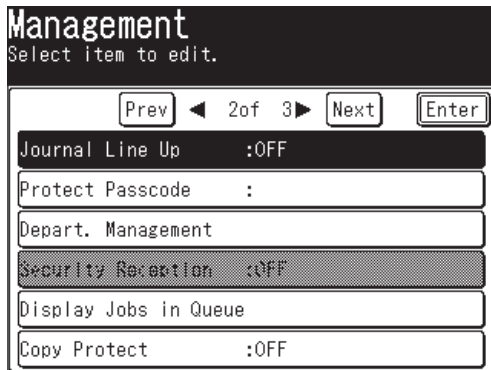 Management
Select item to edit.
Prev ◀ 2of 3▶ Next Enter
Journal Line Up :OFF
Protect Passcode :
Depart. Management
Security Reception :OFF
Display Jobs in Queue
Copy Protect :OFF